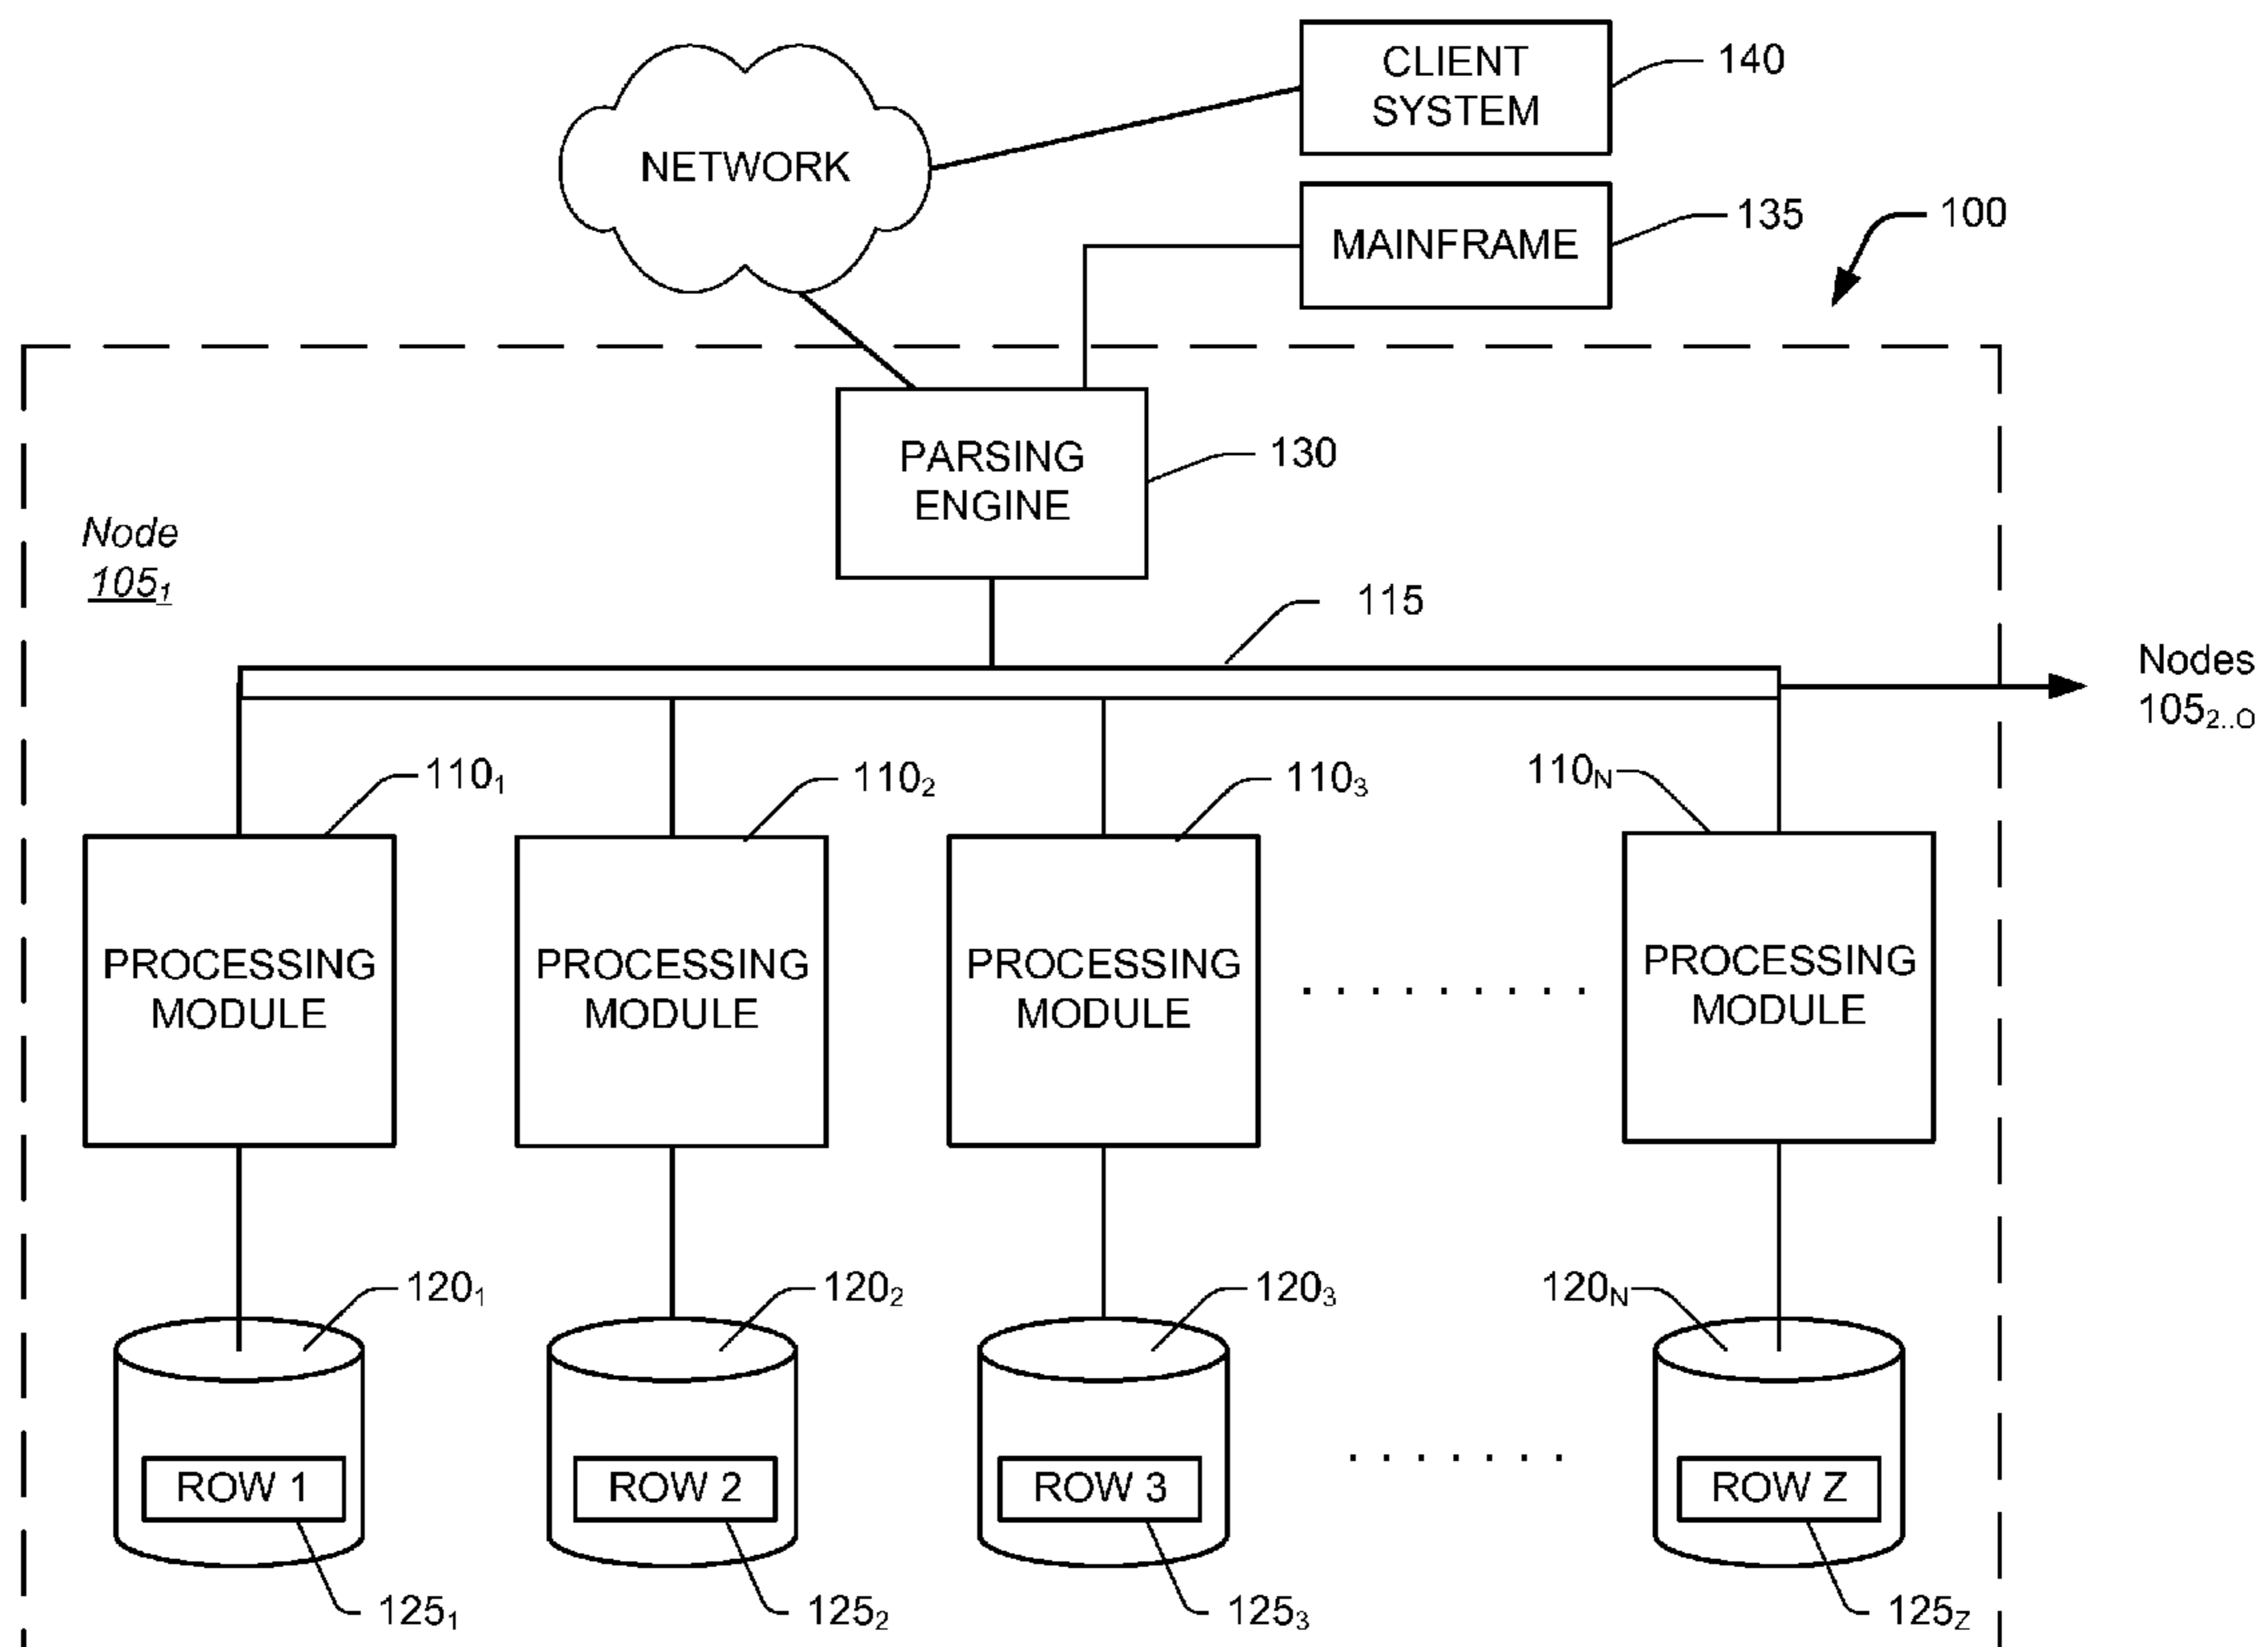 CLIENT
SYSTEM
140
NETWORK
MAINFRAME
135
100
PARSING
ENGINE
130
Node
105₁
115
Nodes
105₂..O
110₁
110₂
110₃
110N
PROCESSING
MODULE
PROCESSING
MODULE
PROCESSING
MODULE
. . . . . . . . .
PROCESSING
MODULE
120₁
120₂
120₃
120N
ROW 1
ROW 2
ROW 3
. . . . . . .
ROW Z
125₁
125₂
125₃
125Z